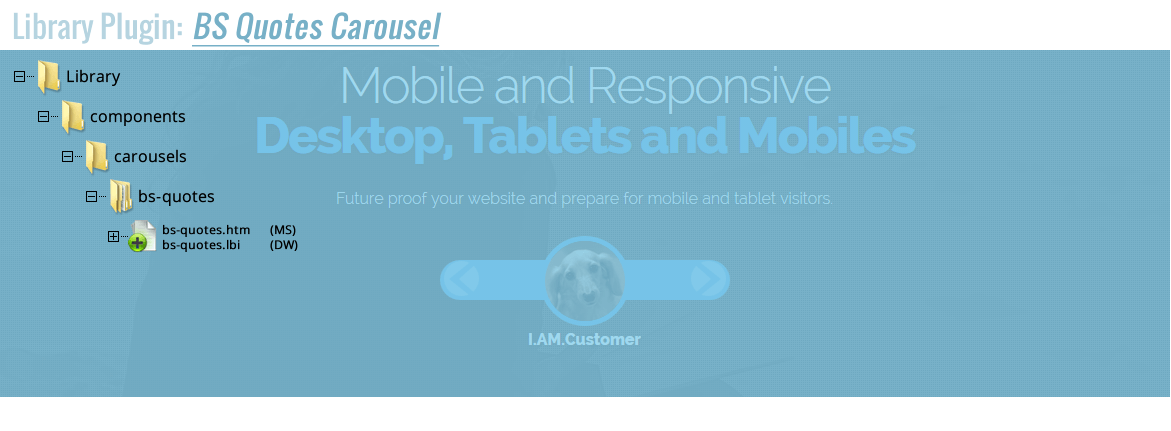 Library Plugin: BS Quotes Carousel
Library
components
carousels
bs-quotes
bs-quotes.htm (MS)
bs-quotes.lbi (DW)
Mobile and Responsive
Desktop, Tablets and Mobiles
Future proof your website and prepare for mobile and tablet visitors.
I.AM.Customer